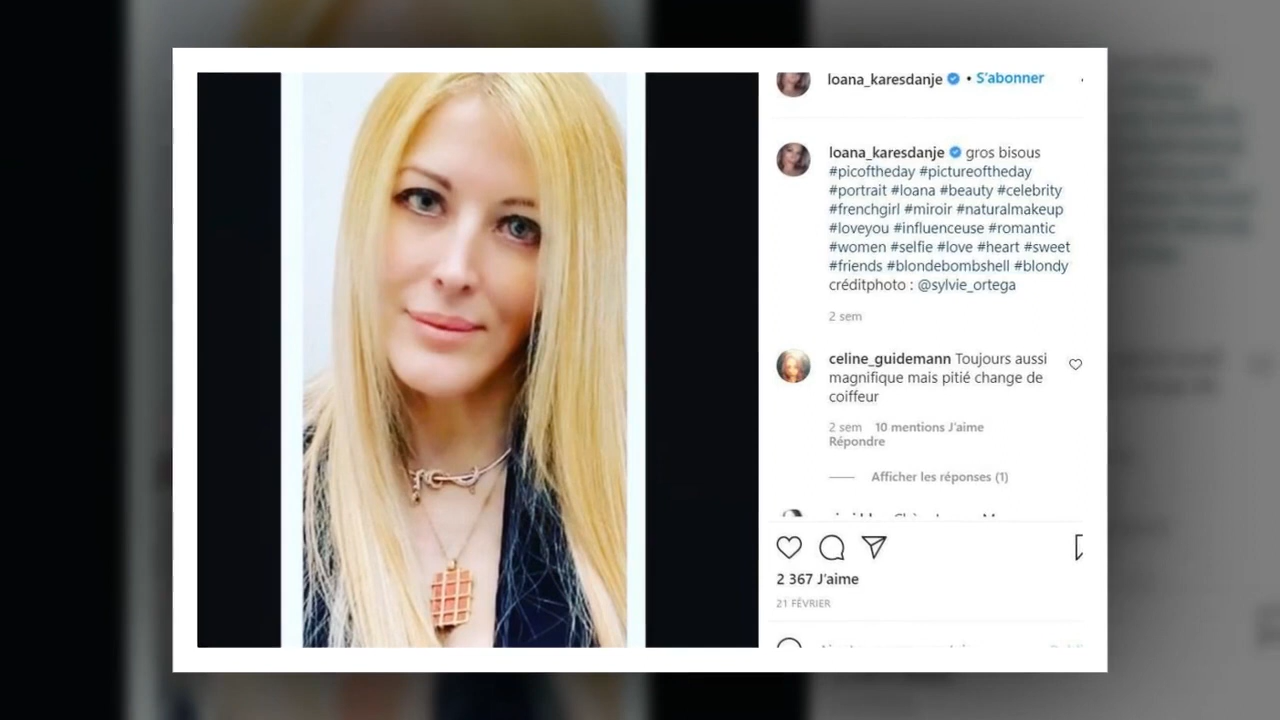 loana_karesdanje • S'abonner
loana_karesdanje gros bisous
#picoftheday #pictureoftheday
#portrait #loana #beauty #celebrity
#frenchgirl #miroir #naturalmakeup
#loveyou #influenceuse #romantic
#women #selfie #love #heart #sweet
#friends #blondebombshell #blondy
créditphoto : @sylvie_ortega
2 sem
celine_guidemann Toujours aussi
magnifique mais pitié change de
coiffeur
2 sem 10 mentions J'aime
Répondre
Afficher les réponses (1)
2 367 J'aime
21 FÉVRIER